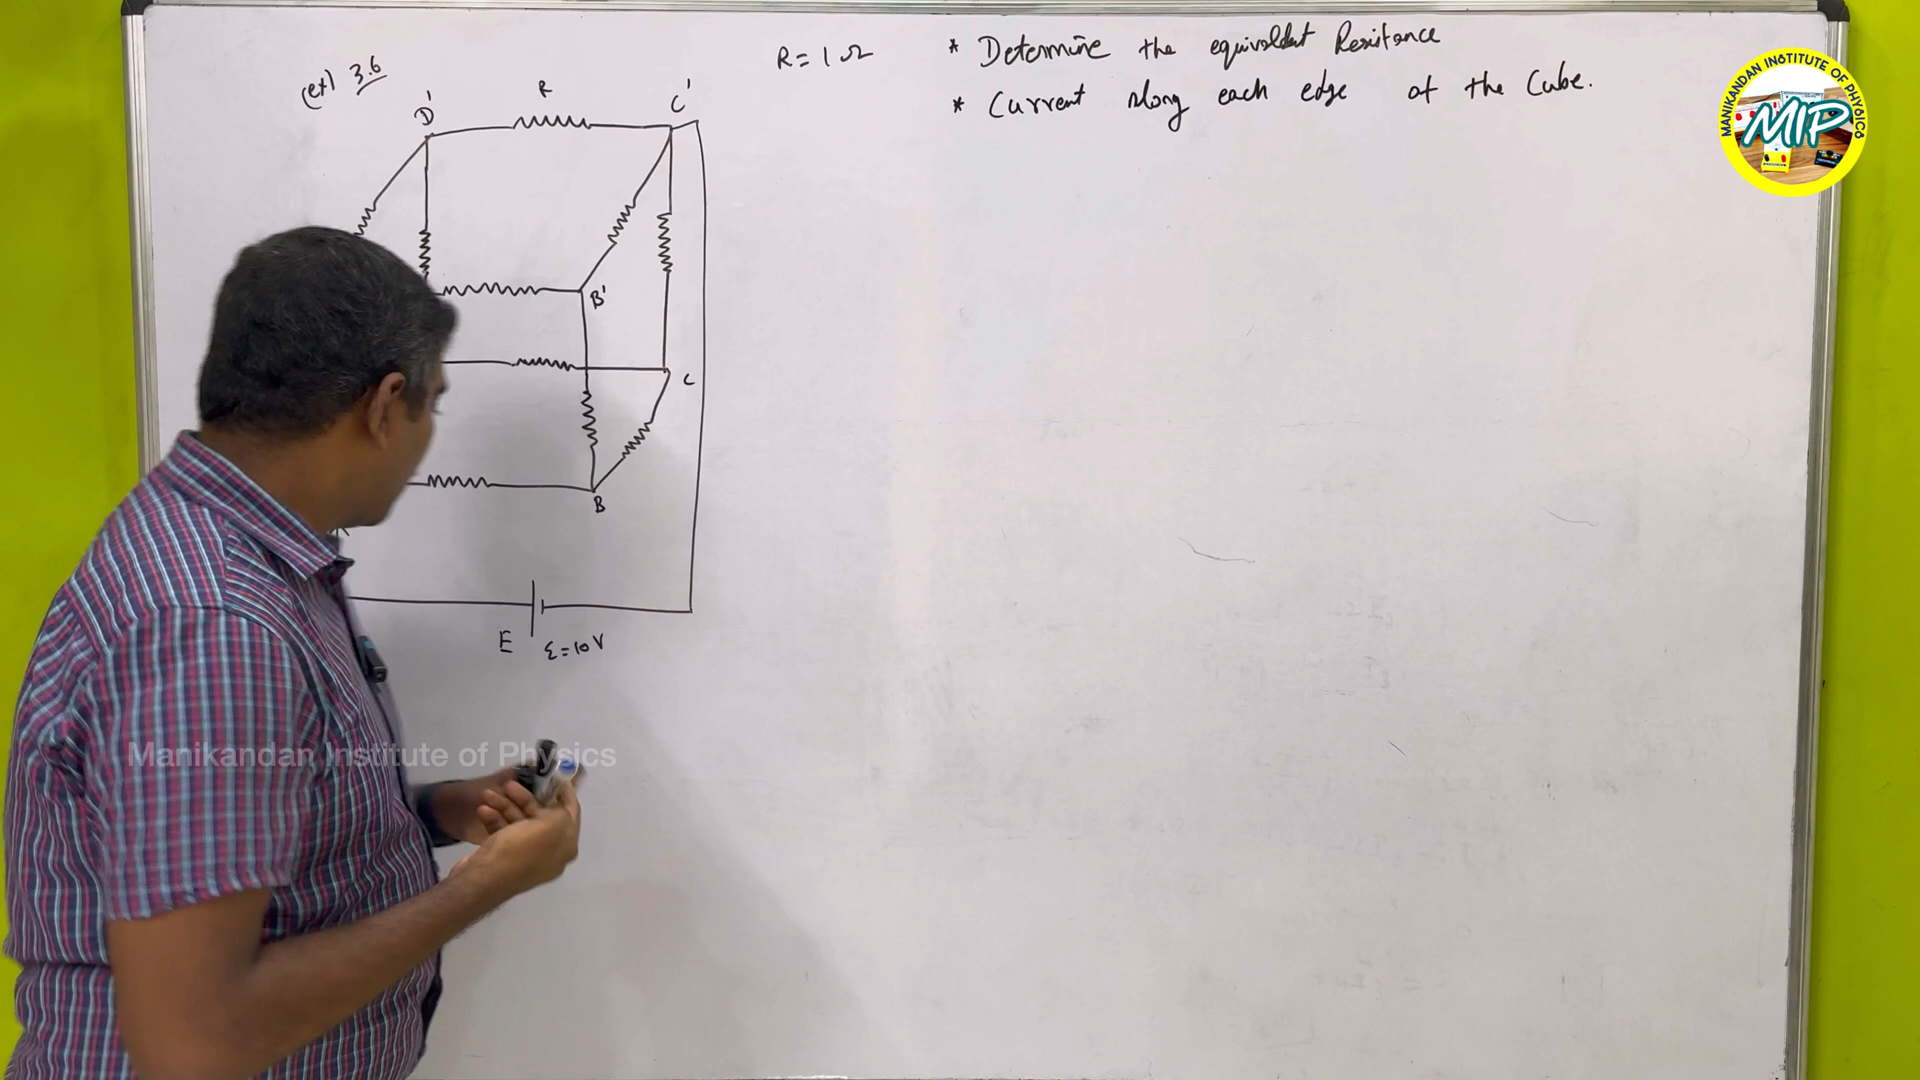 (ex) 3.6
R = 1 Ω
* Determine the equivaldent Resistance
* Current along each edge of the Cube.
D'
R
C'
B'
C
B
E
ε = 10 V
MANIKANDAN INSTITUTE OF PHYSICS
MIP
Manikandan Institute of Physics